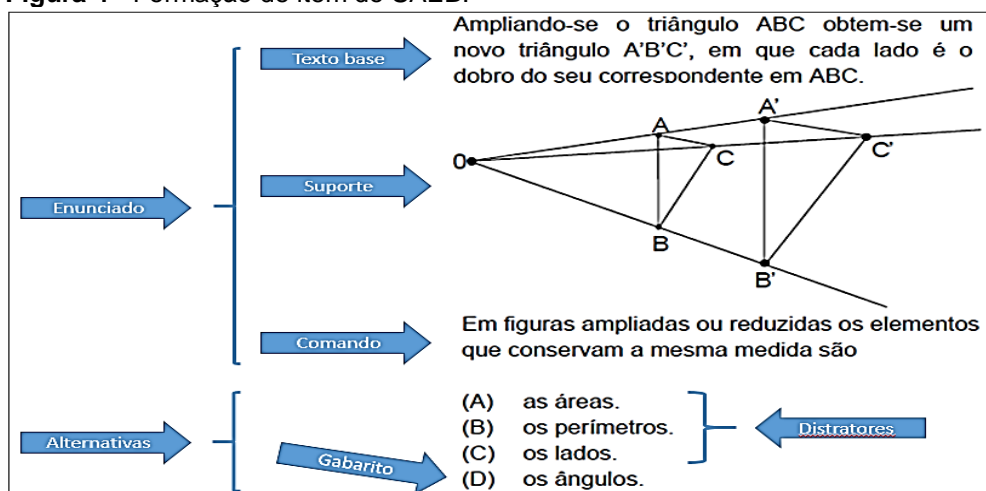 Texto base
Ampliando-se o triângulo ABC obtem-se um
novo triângulo A'B'C', em que cada lado é o
dobro do seu correspondente em ABC.
Enunciado
Suporte
0
A
B
C
A'
B'
C'
Comando
Em figuras ampliadas ou reduzidas os elementos
que conservam a mesma medida são
Alternativas
Gabarito
(A) as áreas.
(B) os perímetros.
(C) os lados.
(D) os ângulos.
Distratores